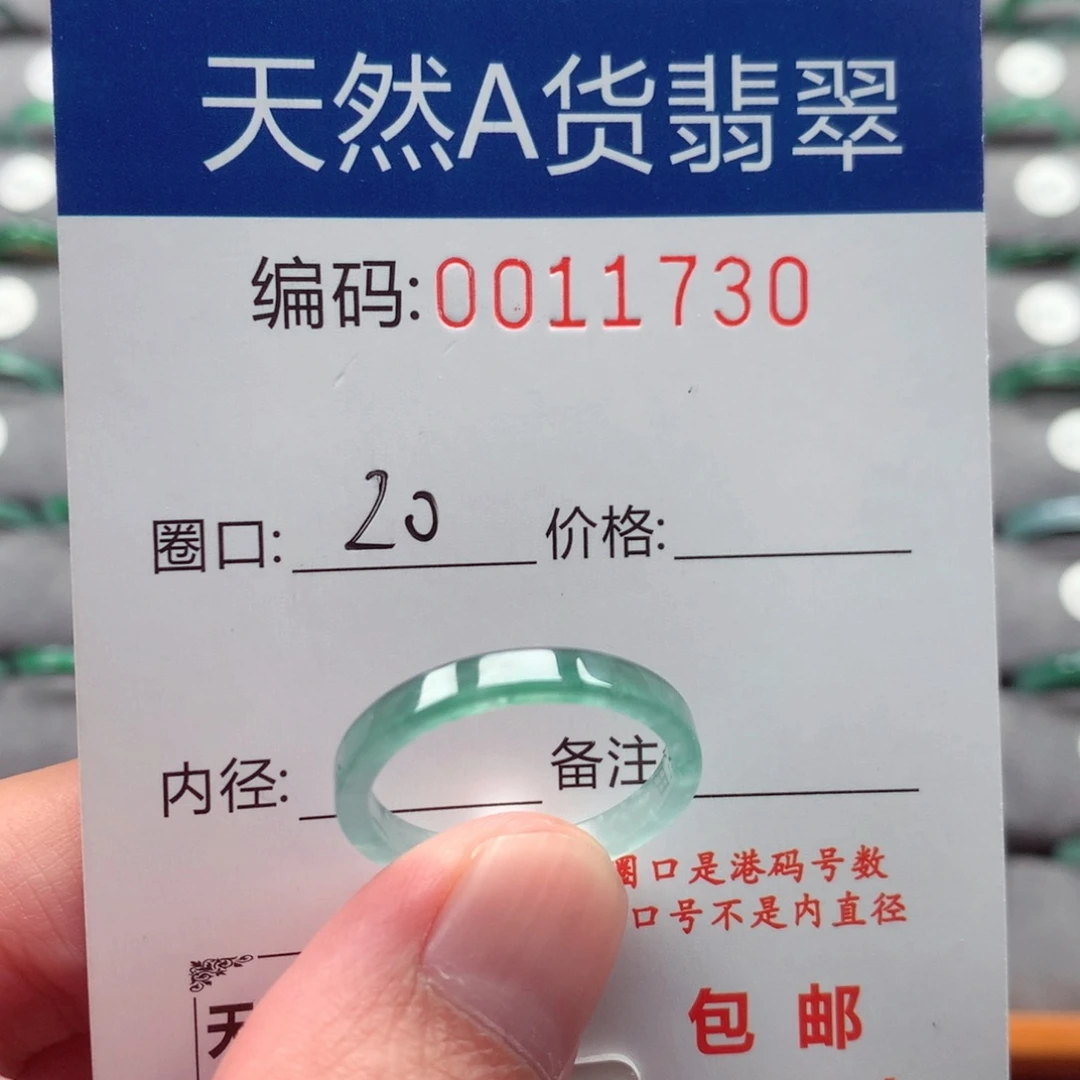 天然A货翡翠
编码:0011730
圈口: 20 价格:
内径: 备注
圈口是港码号数
口号不是内直径
包邮